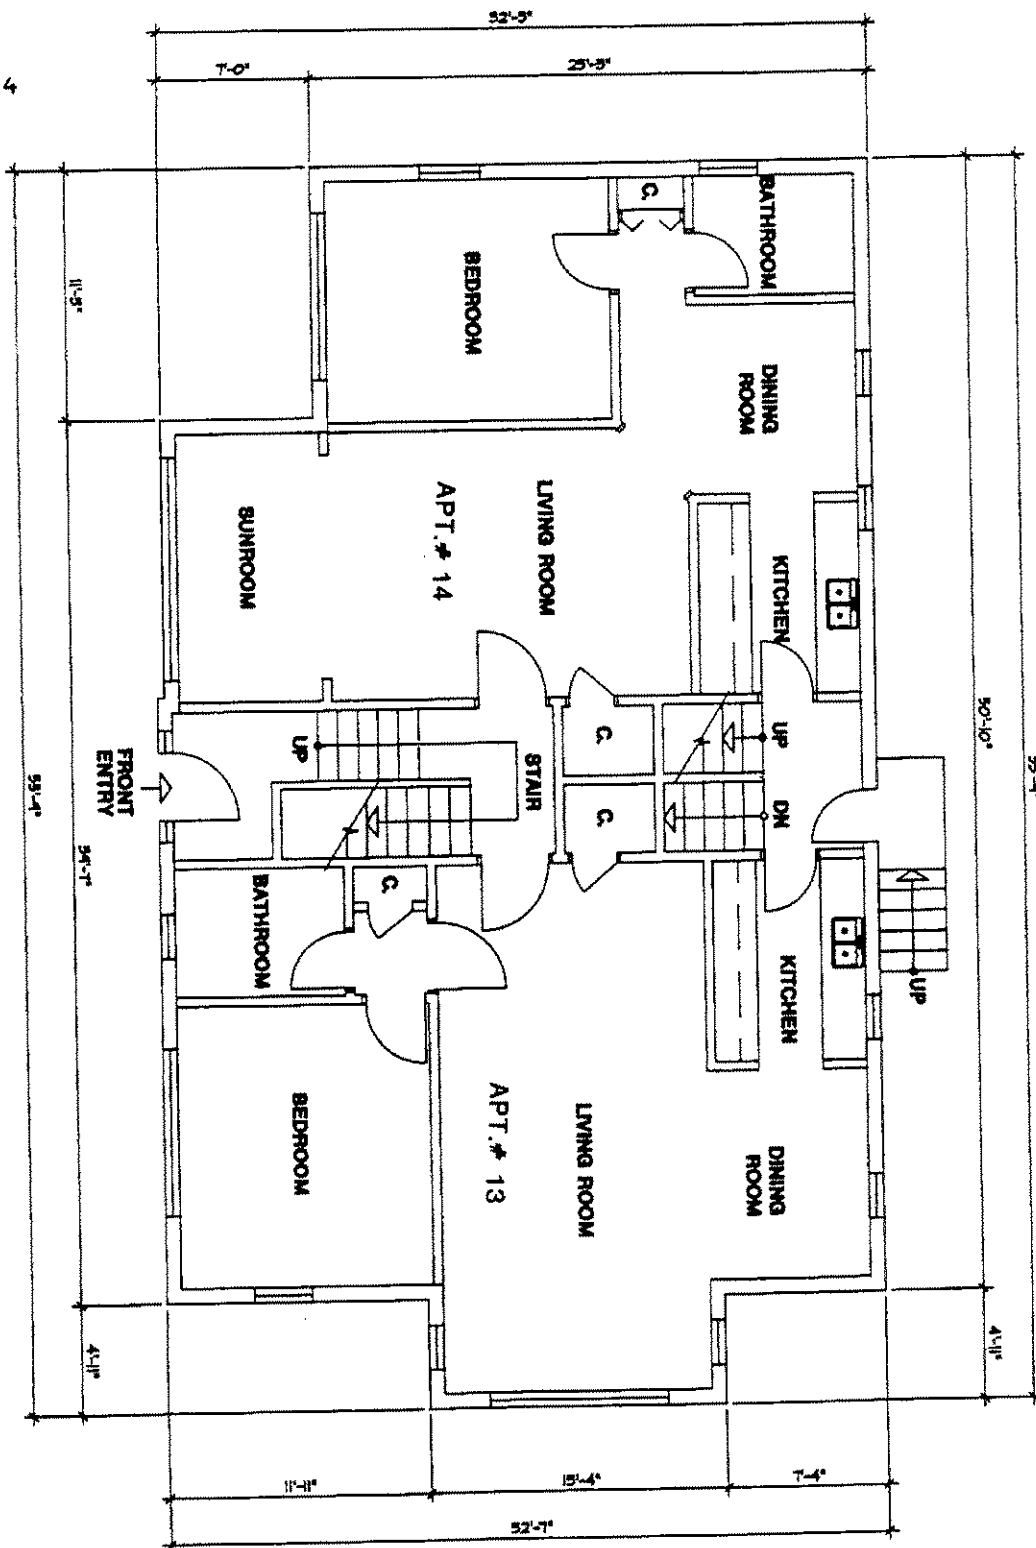 4
32'-5"
7'-0"
25'-5"
11'-5"
BATHROOM
C.
BEDROOM
DINING
ROOM
LIVING ROOM
APT.# 14
SUNROOM
KITCHEN
UP
C.
STAIR
UP
FRONT
ENTRY
DN
C.
C.
BATHROOM
UP
KITCHEN
BEDROOM
APT.# 13
LIVING ROOM
DINING
ROOM
50'-10"
4'-11"
4'-11"
11'-11"
15'-4"
7'-4"
32'-7"